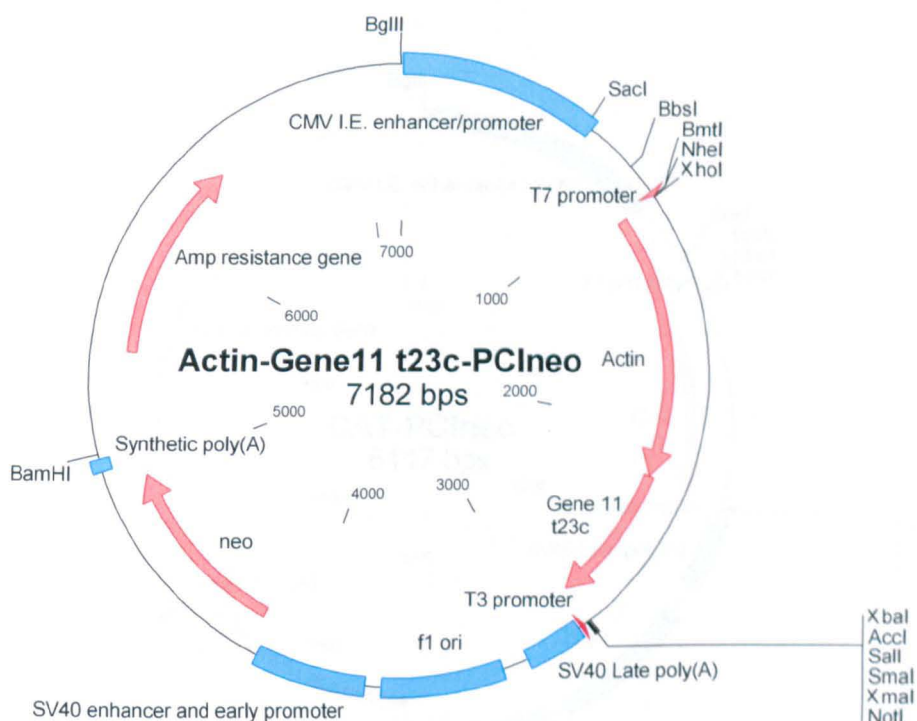 BglII
SacI
BbsI
BmtI
NheI
XhoI
CMV I.E. enhancer/promoter
T7 promoter
Amp resistance gene
7000
1000
6000
Actin-Gene11 t23c-PCIneo
7182 bps
Actin
2000
5000
Synthetic poly(A)
BamHI
4000
3000
Gene 11
t23c
neo
T3 promoter
f1 ori
SV40 Late poly(A)
SV40 enhancer and early promoter
XbaI
AccI
SalI
SmaI
XmaI
NotI